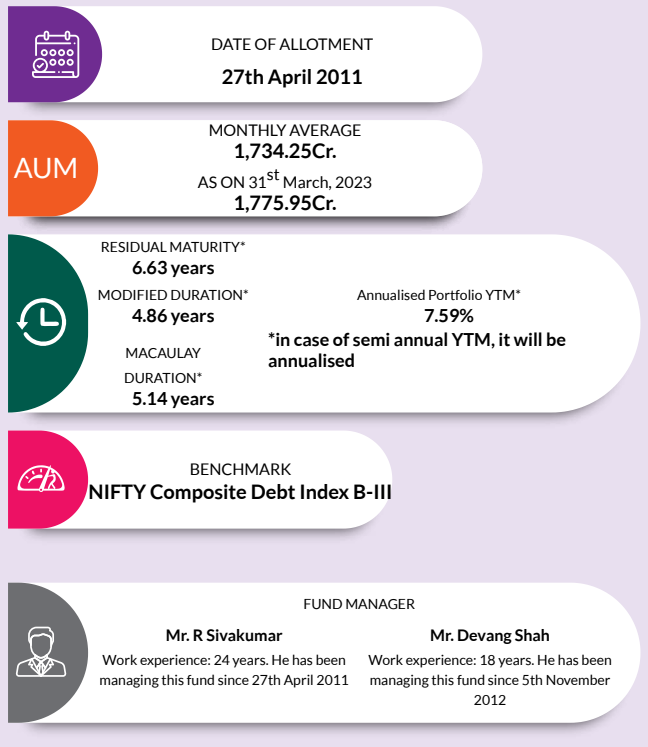 DATE OF ALLOTMENT
27th April 2011
AUM
MONTHLY AVERAGE
1,734.25Cr.
AS ON 31st March, 2023
1,775.95Cr.
RESIDUAL MATURITY*
6.63 years
MODIFIED DURATION*
4.86 years
MACAULAY
DURATION*
5.14 years
Annualised Portfolio YTM*
7.59%
*in case of semi annual YTM, it will be
annualised
BENCHMARK
NIFTY Composite Debt Index B-III
FUND MANAGER
Mr. R Sivakumar
Work experience: 24 years. He has been
managing this fund since 27th April 2011
Mr. Devang Shah
Work experience: 18 years. He has been
managing this fund since 5th November
2012